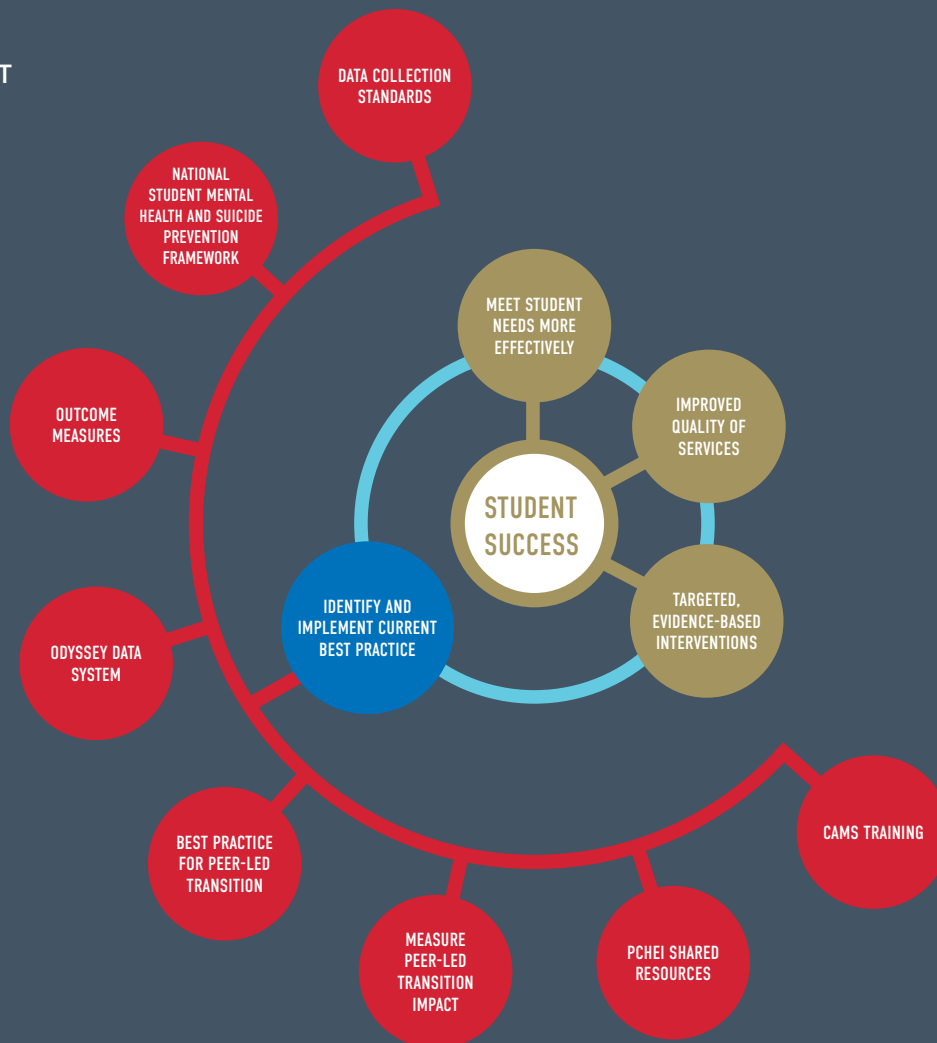 T
DATA COLLECTION
STANDARDS
NATIONAL
STUDENT MENTAL
HEALTH AND SUICIDE
PREVENTION
FRAMEWORK
MEET STUDENT
NEEDS MORE
EFFECTIVELY
IMPROVED
QUALITY OF
SERVICES
OUTCOME
MEASURES
STUDENT
SUCCESS
TARGETED,
EVIDENCE-BASED
INTERVENTIONS
IDENTIFY AND
IMPLEMENT CURRENT
BEST PRACTICE
ODYSSEY DATA
SYSTEM
CAMS TRAINING
BEST PRACTICE
FOR PEER-LED
TRANSITION
MEASURE
PEER-LED
TRANSITION
IMPACT
PCHEI SHARED
RESOURCES